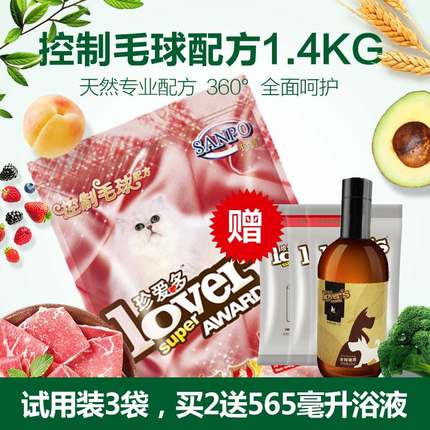 控制毛球配方1.4KG
天然专业配方 360° 全面呵护
SANPO
控制毛球配方
珍爱多
lover
super
AWARD
赠
lover's
试用装3袋，买2送565毫升浴液